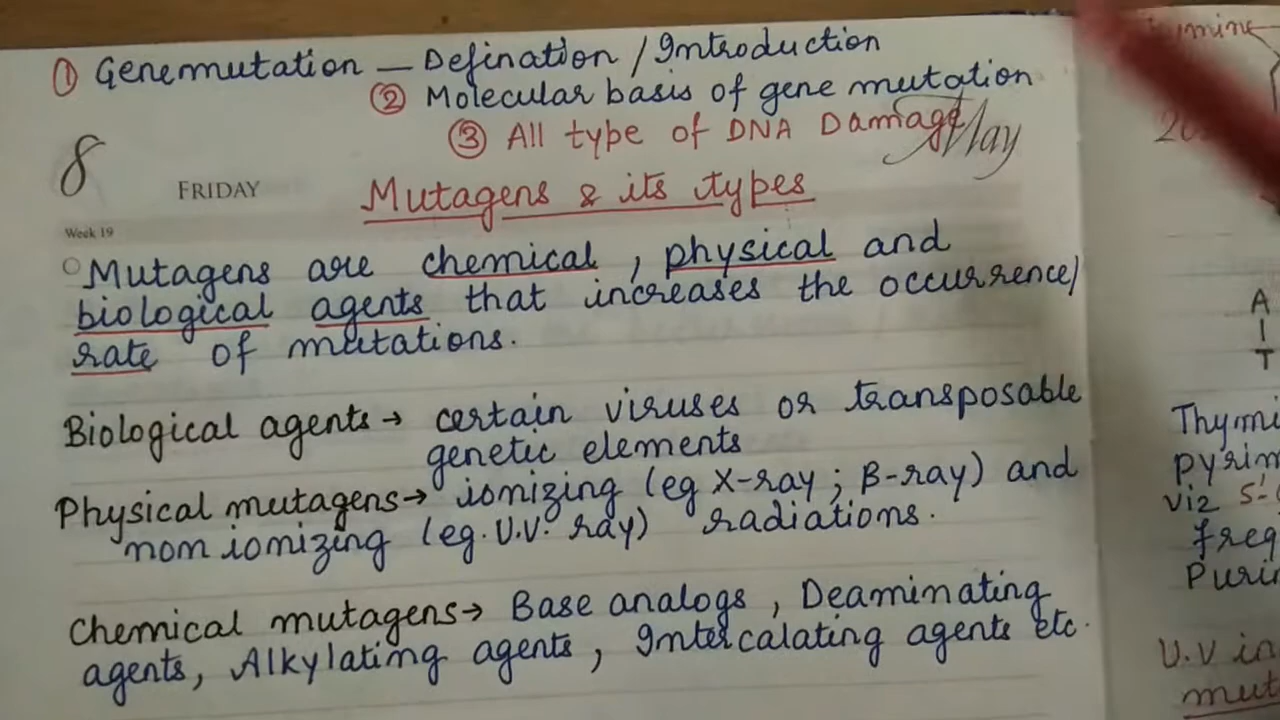 ① Genemutation — Defination / Introduction
② Molecular basis of gene mutation
③ All type of DNA Damage
8 FRIDAY May
Mutagens & its types
Week 19
Mutagens are chemical, physical and
biological agents that increases the occurrence/
rate of mutations.
Biological agents → certain viruses or transposable
genetic elements
Physical mutagens → ionizing (eg X-ray ; β-ray) and
non ionizing (eg. U.V. ray) radiations.
Chemical mutagens → Base analogs, Deaminating
agents, Alkylating agents, Intercalating agents etc.
A
T
Thymi
pyrim
viz 5'-
freq
Purin
U.V in
mut